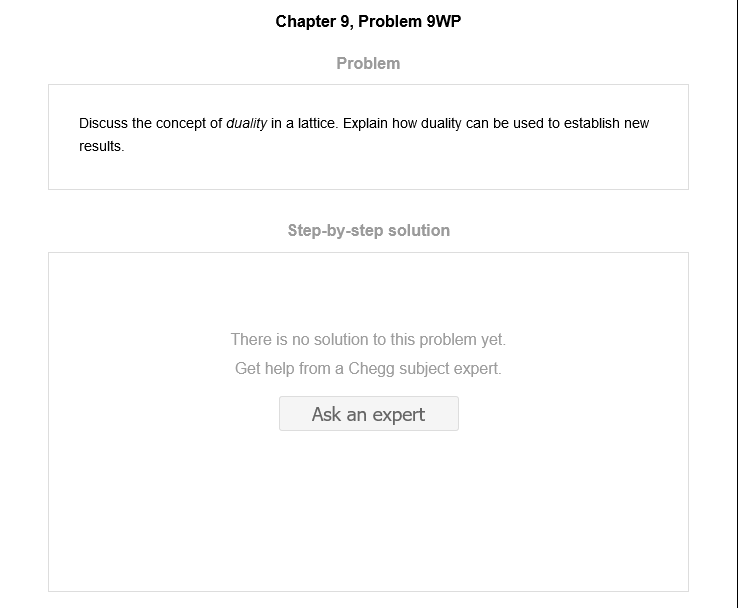 Chapter 9, Problem 9WP
Problem
Discuss the concept of duality in a lattice. Explain how duality can be used to establish new
results.
Step-by-step solution
There is no solution to this problem yet.
Get help from a Chegg subject expert.
Ask an expert